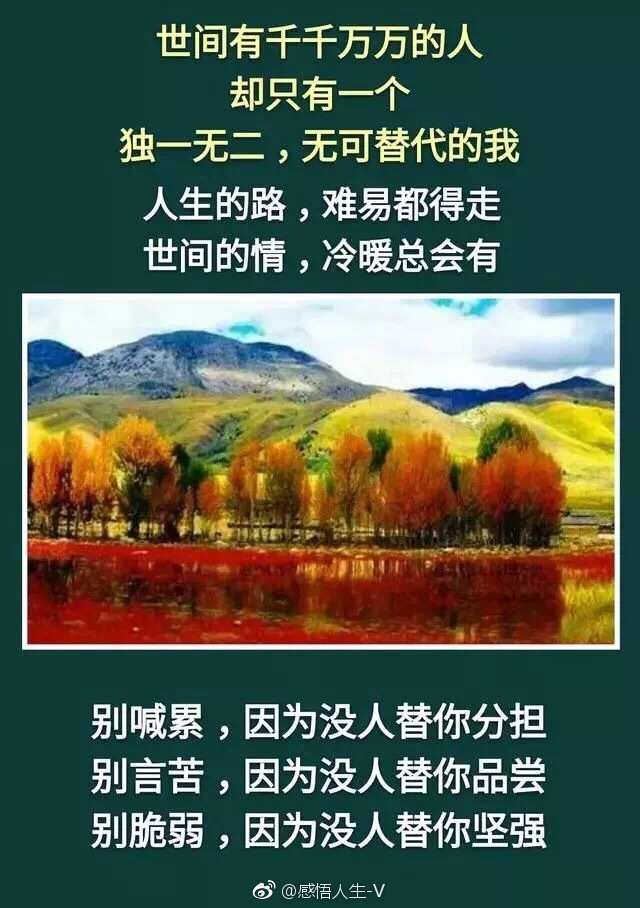 世间有千千万万的人
却只有一个
独一无二，无可替代的我
人生的路，难易都得走
世间的情，冷暖总会有
别喊累，因为没人替你分担
别言苦，因为没人替你品尝
别脆弱，因为没人替你坚强
@感悟人生-V